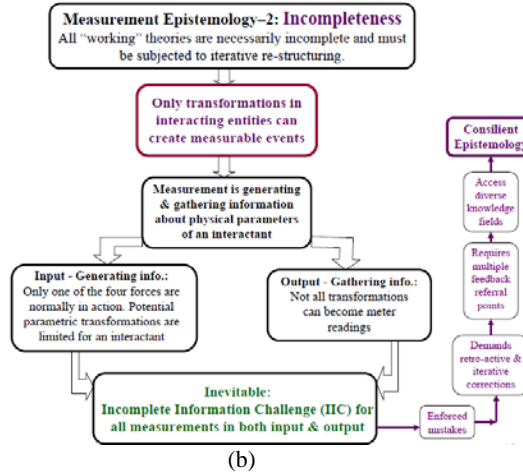 Measurement Epistemology–2: Incompleteness
All “working” theories are necessarily incomplete and must
be subjected to iterative re-structuring.
Only transformations in
interacting entities can
create measurable events
Measurement is generating
& gathering information
about physical parameters
of an interactant
Input - Generating info.:
Only one of the four forces are
normally in action. Potential
parametric transformations are
limited for an interactant
Output - Gathering info.:
Not all transformations
can become meter
readings
Inevitable:
Incomplete Information Challenge (IIC) for
all measurements in both input & output
Enforced
mistakes
Demands
retro-active &
iterative
corrections
Requires
multiple
feedback
referral
points
Access
diverse
knowledge
fields
Consilient
Epistemology
(b)